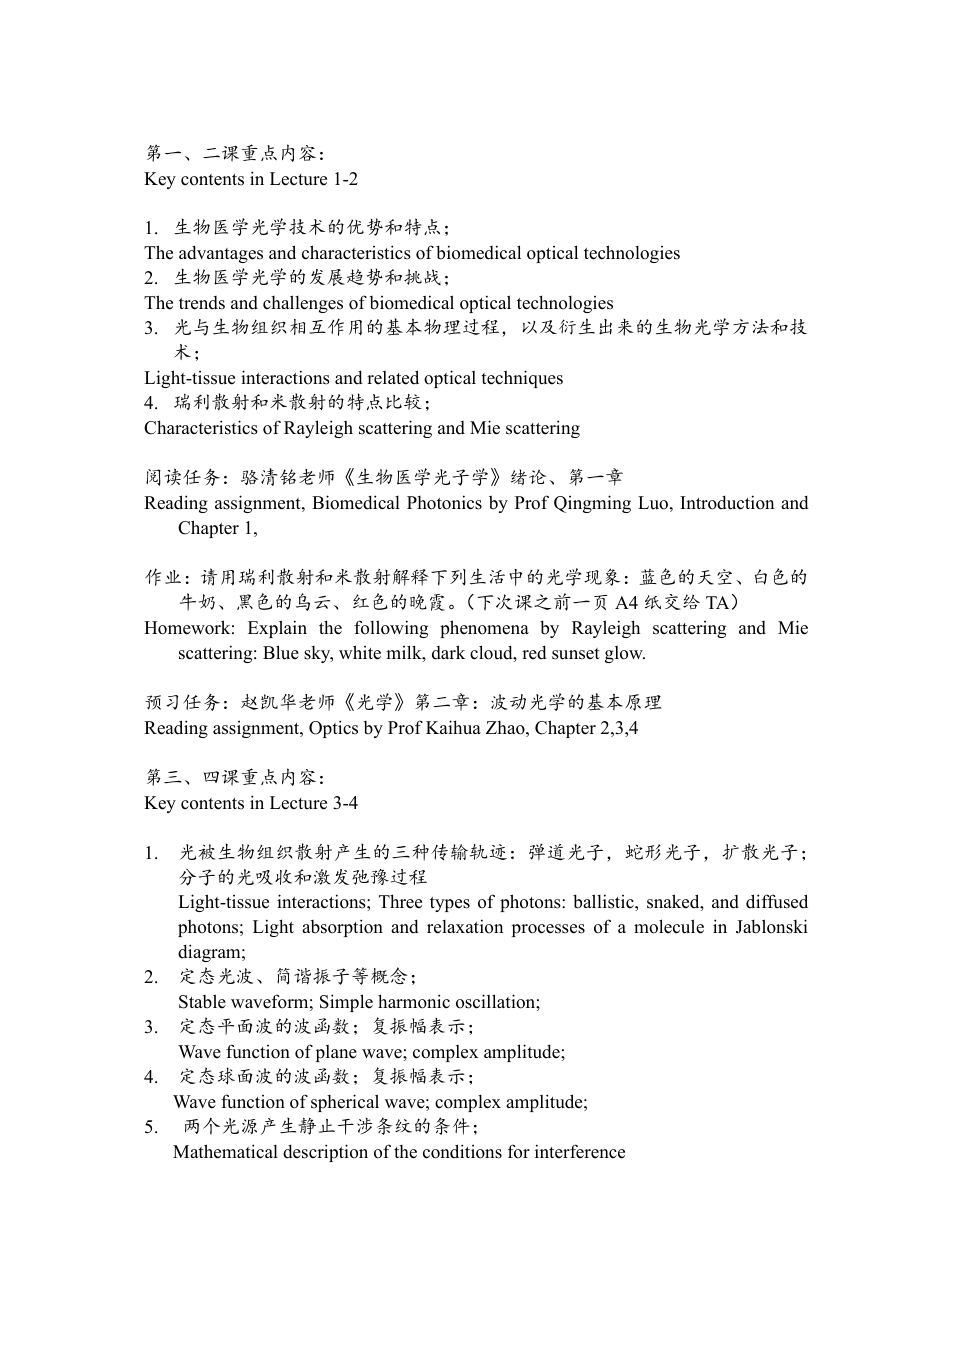 第一、二课重点内容：
Key contents in Lecture 1-2
1. 生物医学光学技术的优势和特点；
The advantages and characteristics of biomedical optical technologies
2. 生物医学光学的发展趋势和挑战；
The trends and challenges of biomedical optical technologies
3. 光与生物组织相互作用的基本物理过程，以及衍生出来的生物光学方法和技
术；
Light-tissue interactions and related optical techniques
4. 瑞利散射和米散射的特点比较；
Characteristics of Rayleigh scattering and Mie scattering
阅读任务：骆清铭老师《生物医学光子学》绪论、第一章
Reading assignment, Biomedical Photonics by Prof Qingming Luo, Introduction and
Chapter 1,
作业：请用瑞利散射和米散射解释下列生活中的光学现象：蓝色的天空、白色的
牛奶、黑色的乌云、红色的晚霞。（下次课之前一页 A4 纸交给 TA）
Homework: Explain the following phenomena by Rayleigh scattering and Mie
scattering: Blue sky, white milk, dark cloud, red sunset glow.
预习任务：赵凯华老师《光学》第二章：波动光学的基本原理
Reading assignment, Optics by Prof Kaihua Zhao, Chapter 2,3,4
第三、四课重点内容：
Key contents in Lecture 3-4
1. 光被生物组织散射产生的三种传输轨迹：弹道光子，蛇形光子，扩散光子；
分子的光吸收和激发弛豫过程
Light-tissue interactions; Three types of photons: ballistic, snaked, and diffused
photons; Light absorption and relaxation processes of a molecule in Jablonski
diagram;
2. 定态光波、简谐振子等概念；
Stable waveform; Simple harmonic oscillation;
3. 定态平面波的波函数；复振幅表示；
Wave function of plane wave; complex amplitude;
4. 定态球面波的波函数；复振幅表示；
Wave function of spherical wave; complex amplitude;
5. 两个光源产生静止干涉条纹的条件；
Mathematical description of the conditions for interference